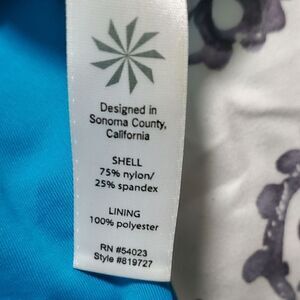 Designed in
Sonoma County,
California
SHELL
75% nylon/
25% spandex
LINING
100% polyester
RN #54023
Style #819727